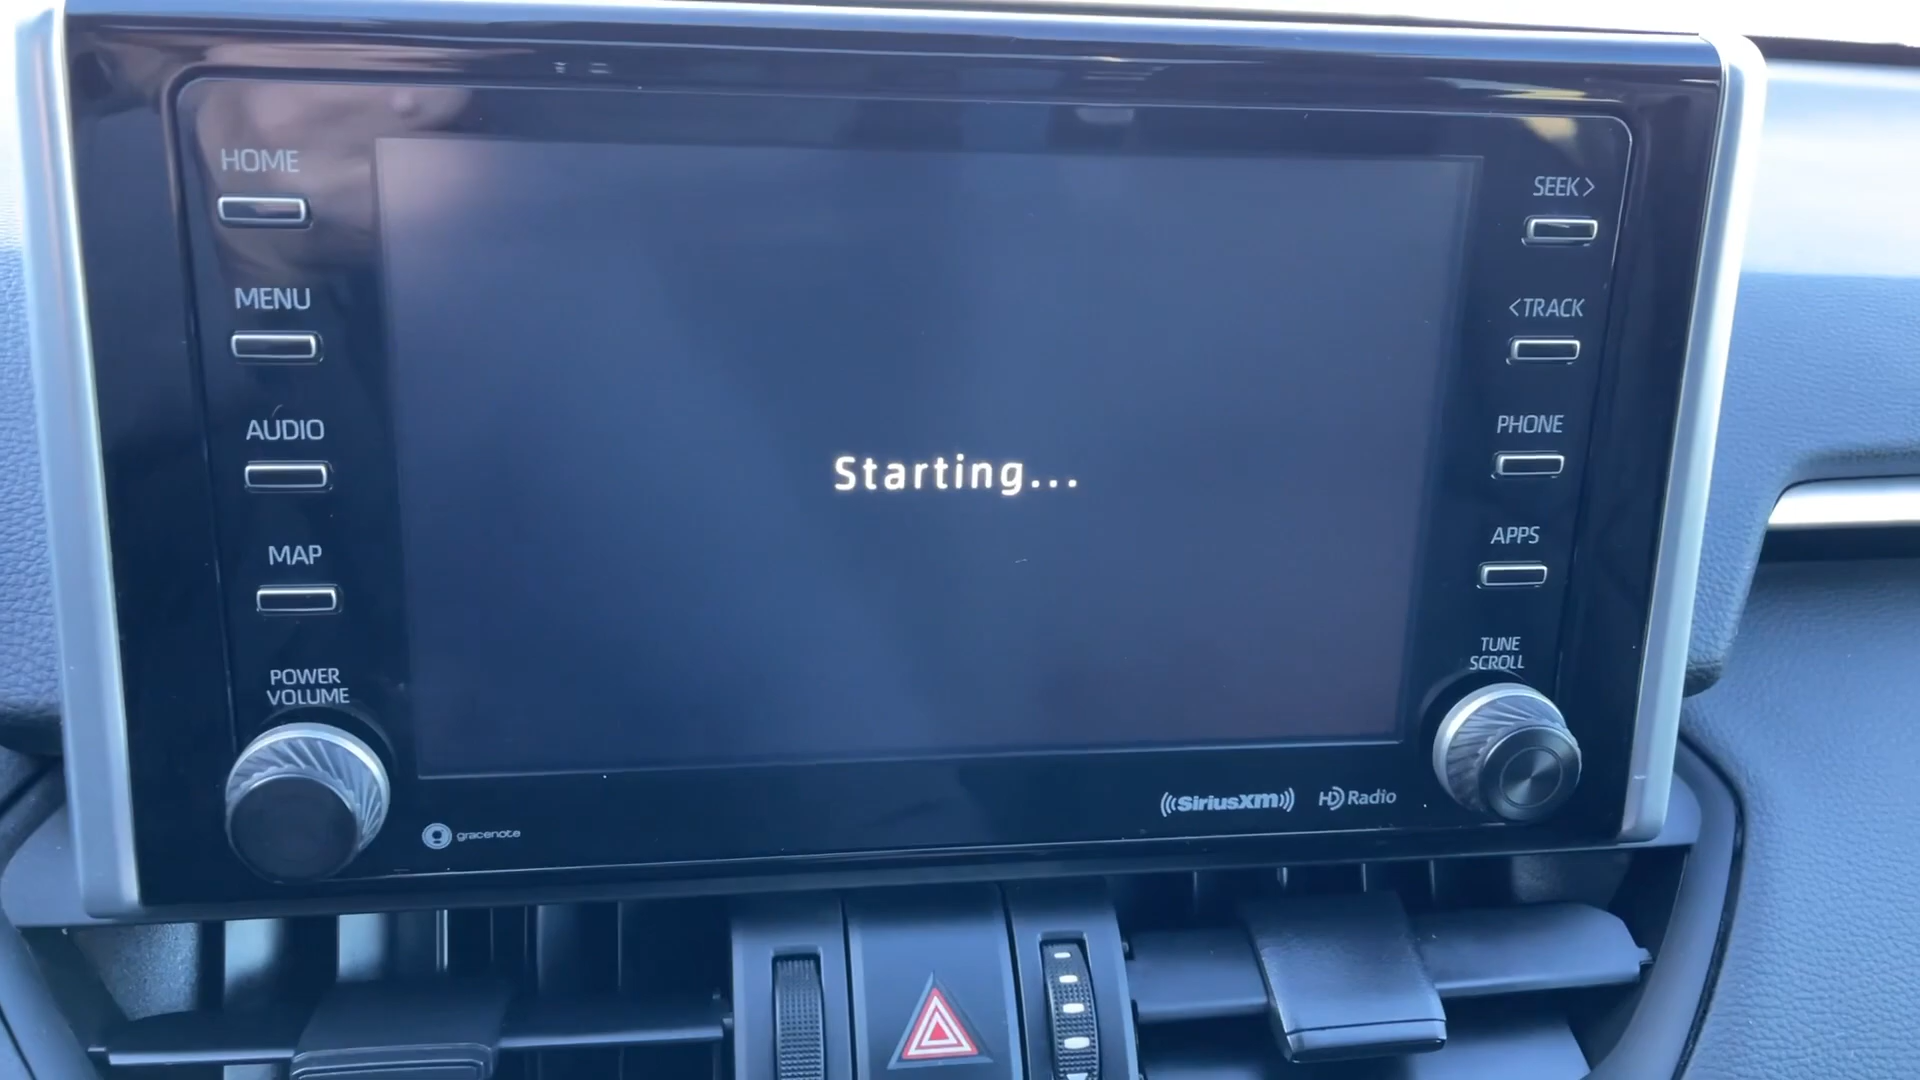 HOME
MENU
AUDIO
MAP
POWER
VOLUME
Starting...
SEEK>
<TRACK
PHONE
APPS
TUNE
SCROLL
gracenote
((SiriusXM))
HD Radio